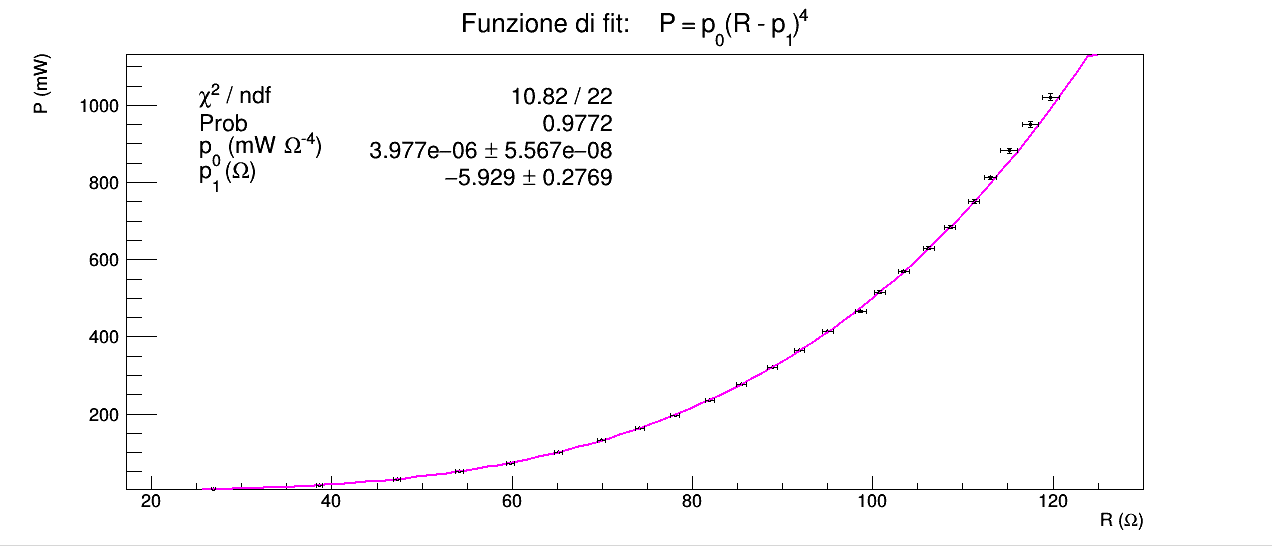 Funzione di fit: P = p₀(R - p₁)⁴
P (mW)
χ² / ndf 10.82 / 22
Prob 0.9772
p₀ (mW Ω⁻⁴) 3.977e−06 ± 5.567e−08
p₁ (Ω) −5.929 ± 0.2769
1000
800
600
400
200
20 40 60 80 100 120
R (Ω)